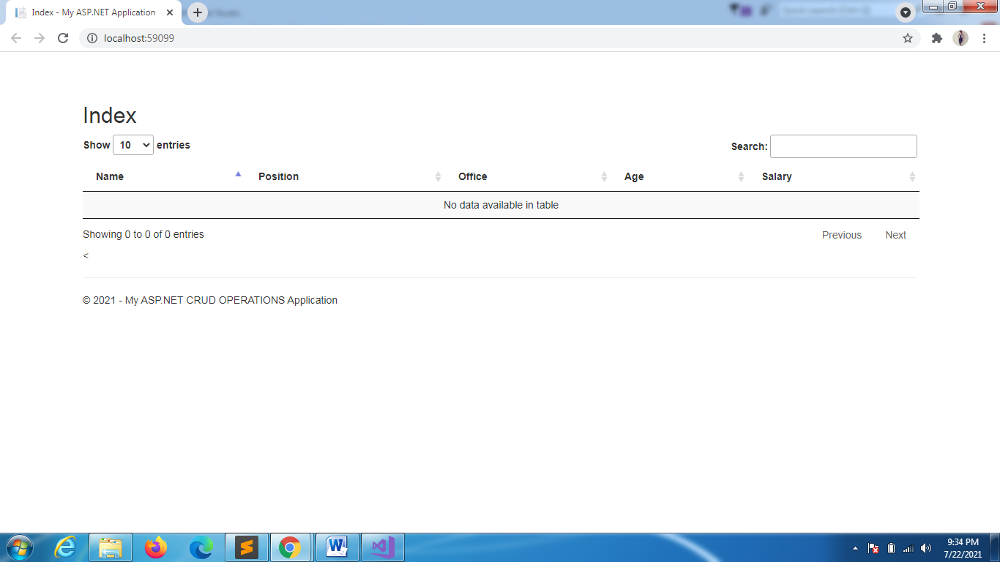 Index - My ASP.NET Application
localhost:59099
Index
Show 10 entries
Search:
Name Position Office Age Salary
No data available in table
Showing 0 to 0 of 0 entries
Previous Next
<
© 2021 - My ASP.NET CRUD OPERATIONS Application
9:34 PM
7/22/2021